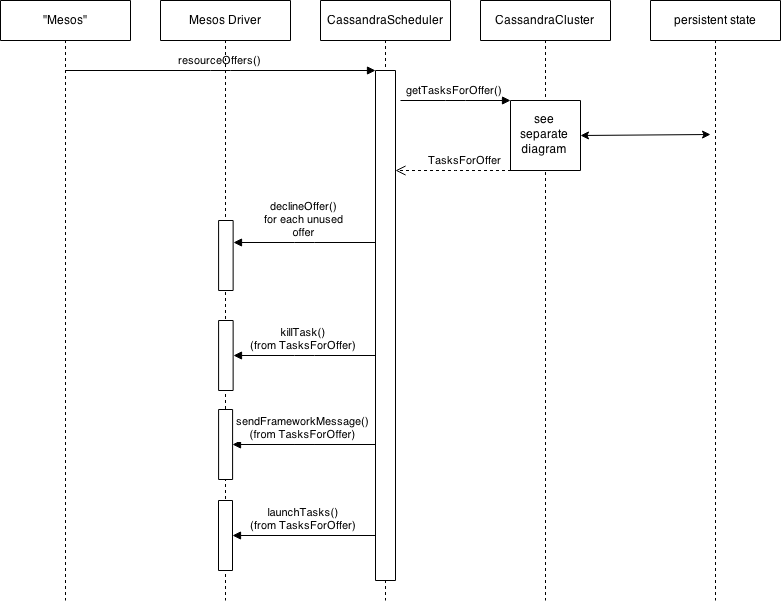 "Mesos"
Mesos Driver
CassandraScheduler
CassandraCluster
persistent state
resourceOffers()
getTasksForOffer()
see
separate
diagram
TasksForOffer
declineOffer()
for each unused
offer
killTask()
(from TasksForOffer)
sendFrameworkMessage()
(from TasksForOffer)
launchTasks()
(from TasksForOffer)